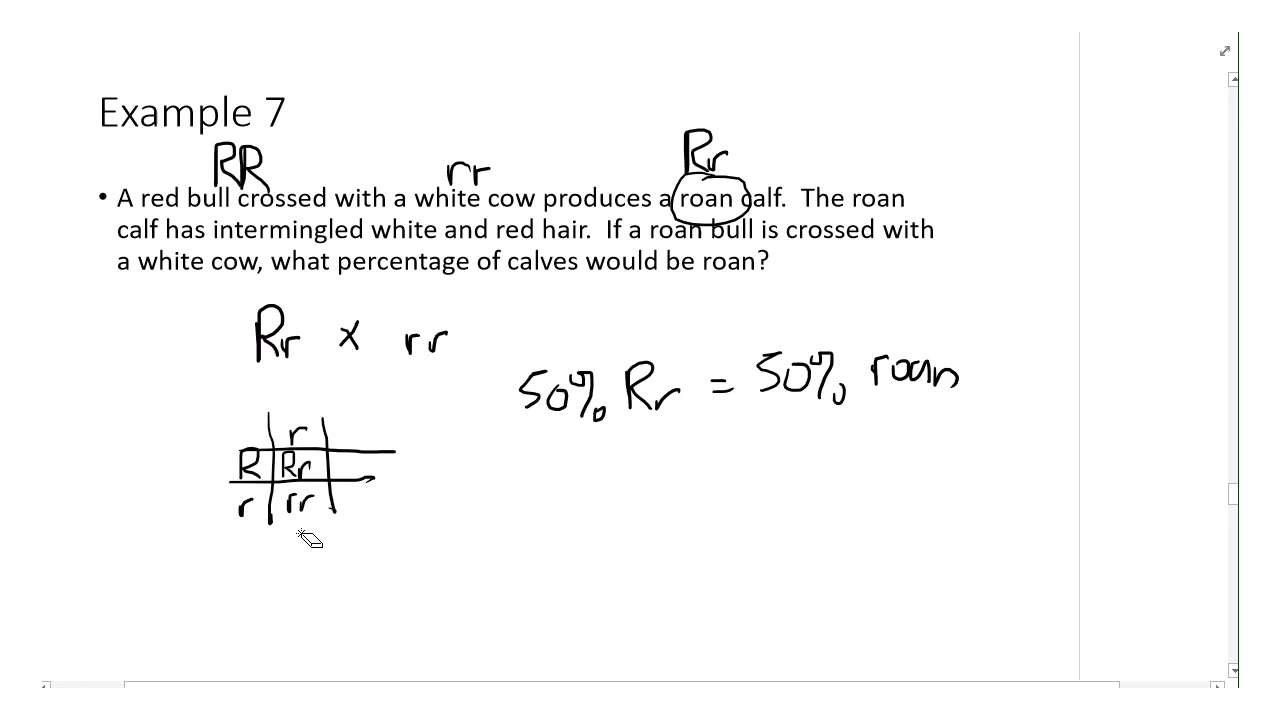 Example 7
RR rr Rr
• A red bull crossed with a white cow produces a roan calf. The roan
calf has intermingled white and red hair. If a roan bull is crossed with
a white cow, what percentage of calves would be roan?
Rr x rr
50% Rr = 50% roan
r
R Rr
r rr